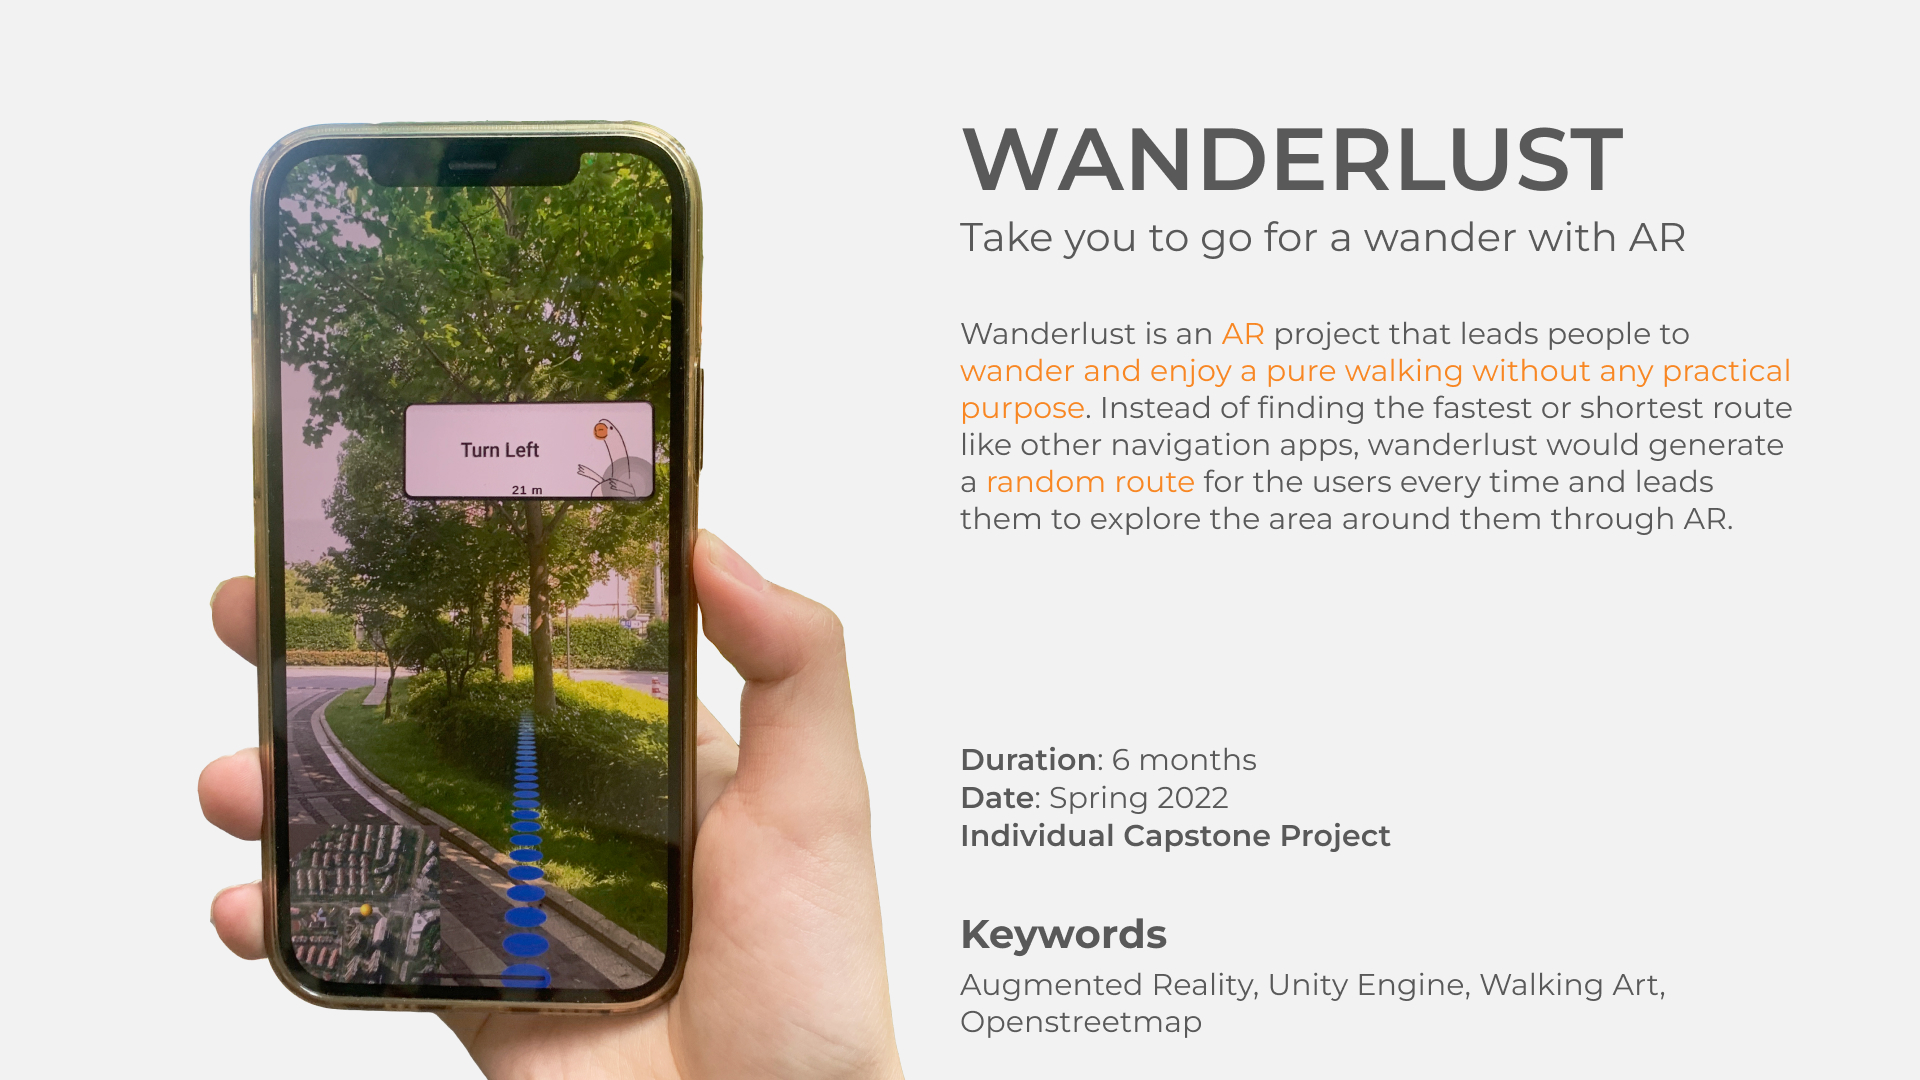 WANDERLUST
Take you to go for a wander with AR
Wanderlust is an AR project that leads people to
wander and enjoy a pure walking without any practical
purpose. Instead of finding the fastest or shortest route
like other navigation apps, wanderlust would generate
a random route for the users every time and leads
them to explore the area around them through AR.
Turn Left
21 m
Duration: 6 months
Date: Spring 2022
Individual Capstone Project
Keywords
Augmented Reality, Unity Engine, Walking Art,
Openstreetmap